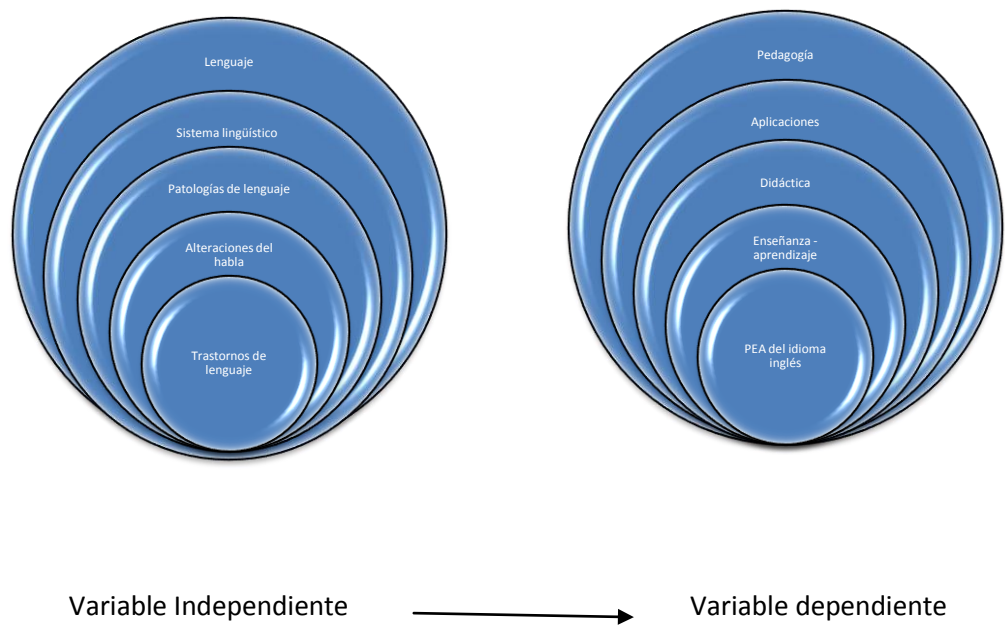 Lenguaje
Sistema lingüístico
Patologías de lenguaje
Alteraciones del
habla
Trastornos de
lenguaje
Pedagogía
Aplicaciones
Didáctica
Enseñanza -
aprendizaje
PEA del idioma
inglés
Variable Independiente
Variable dependiente